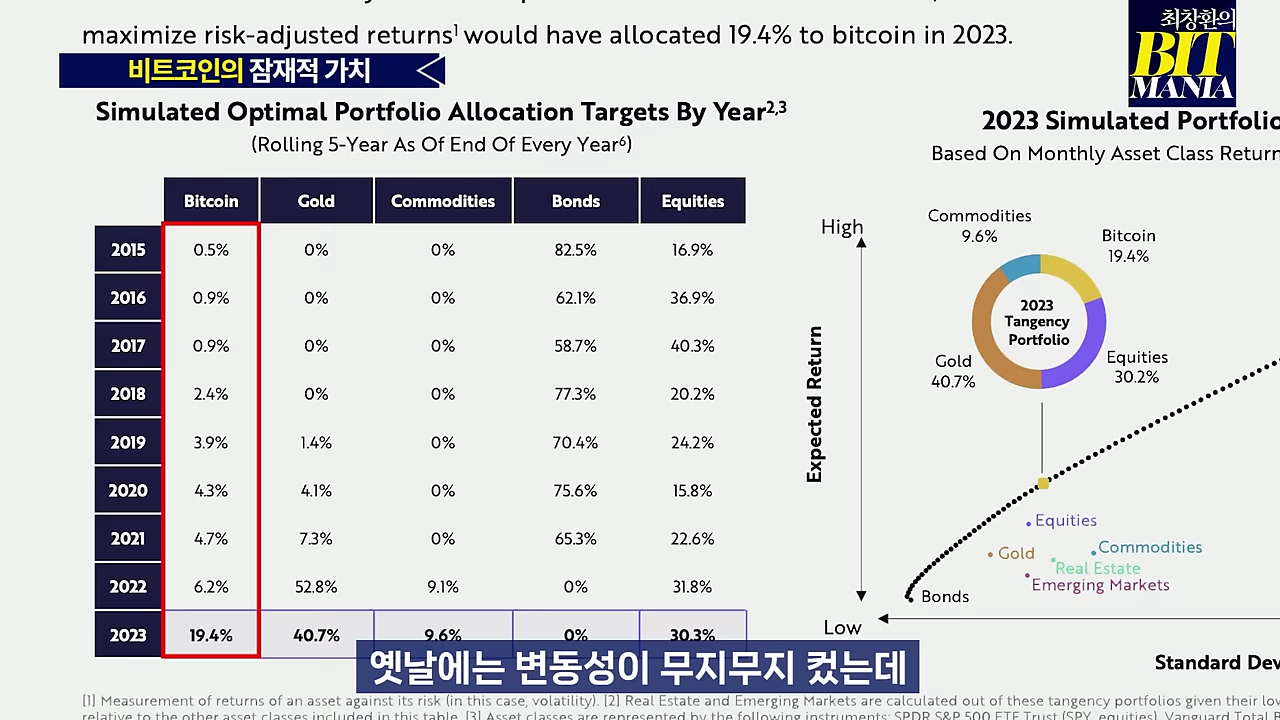 maximize risk-adjusted returns¹ would have allocated 19.4% to bitcoin in 2023.
최창환의
BIT
MANIA
비트코인의 잠재적 가치
Simulated Optimal Portfolio Allocation Targets By Year²,³
(Rolling 5-Year As Of End Of Every Year⁶)
Bitcoin Gold Commodities Bonds Equities
2015 0.5% 0% 0% 82.5% 16.9%
2016 0.9% 0% 0% 62.1% 36.9%
2017 0.9% 0% 0% 58.7% 40.3%
2018 2.4% 0% 0% 77.3% 20.2%
2019 3.9% 1.4% 0% 70.4% 24.2%
2020 4.3% 4.1% 0% 75.6% 15.8%
2021 4.7% 7.3% 0% 65.3% 22.6%
2022 6.2% 52.8% 9.1% 0% 31.8%
2023 19.4% 40.7% 9.6% 0% 30.3%
2023 Simulated Portfolio
Based On Monthly Asset Class Return
High
Expected Return
Low
Commodities
9.6%
Bitcoin
19.4%
2023
Tangency
Portfolio
Gold
40.7%
Equities
30.2%
Equities
Gold
Commodities
Real Estate
Emerging Markets
Bonds
Standard Dev
옛날에는 변동성이 무지무지 컸는데
[1] Measurement of returns of an asset against its risk (in this case, volatility). [2] Real Estate and Emerging Markets are calculated out of these tangency portfolios given their
relative to the other asset classes included in this table. [3] Asset classes are represented by the following instruments: SPDR S&P 500 ETF Trust (SPY, equities), Total